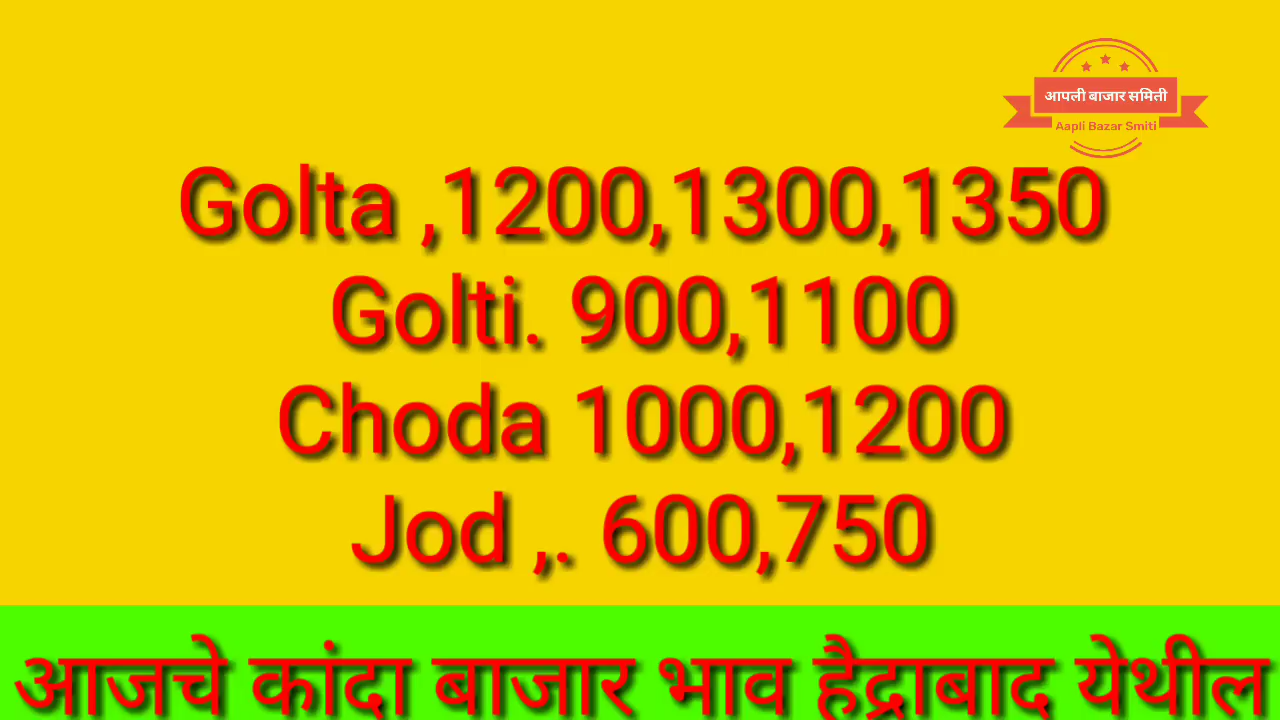 आपली बाजार समिती
Aapli Bazar Smiti
Golta ,1200,1300,1350
Golti. 900,1100
Choda 1000,1200
Jod ,. 600,750
आजचे कांदा बाजार भाव हैद्राबाद येथील